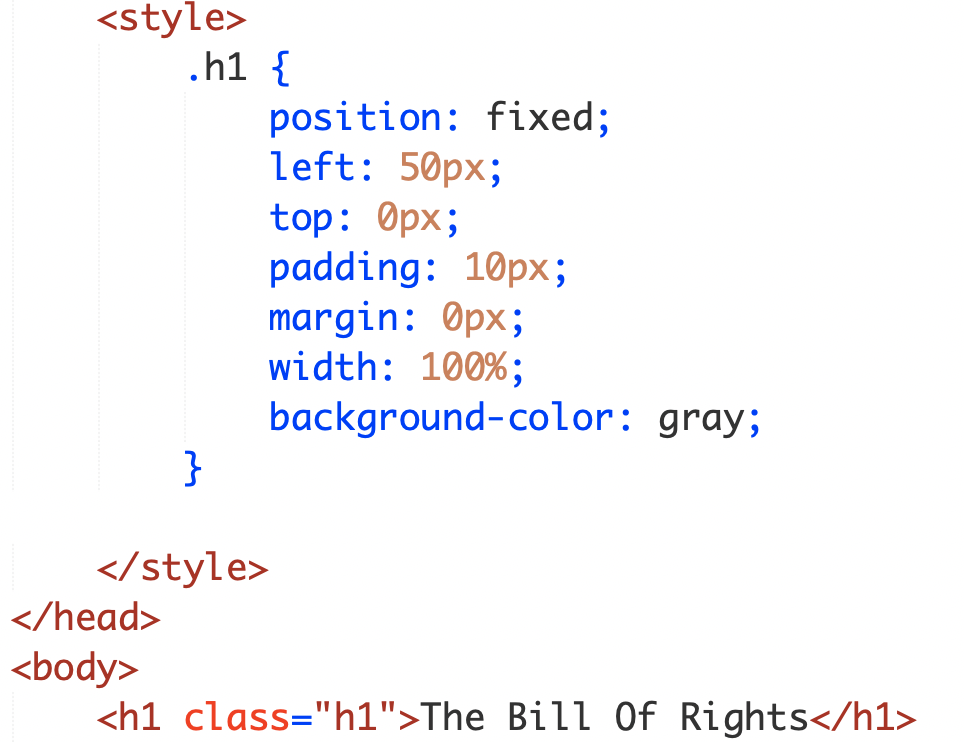 <style>
.h1 {
position: fixed;
left: 50px;
top: 0px;
padding: 10px;
margin: 0px;
width: 100%;
background-color: gray;
}
</style>
</head>
<body>
<h1 class="h1">The Bill Of Rights</h1>